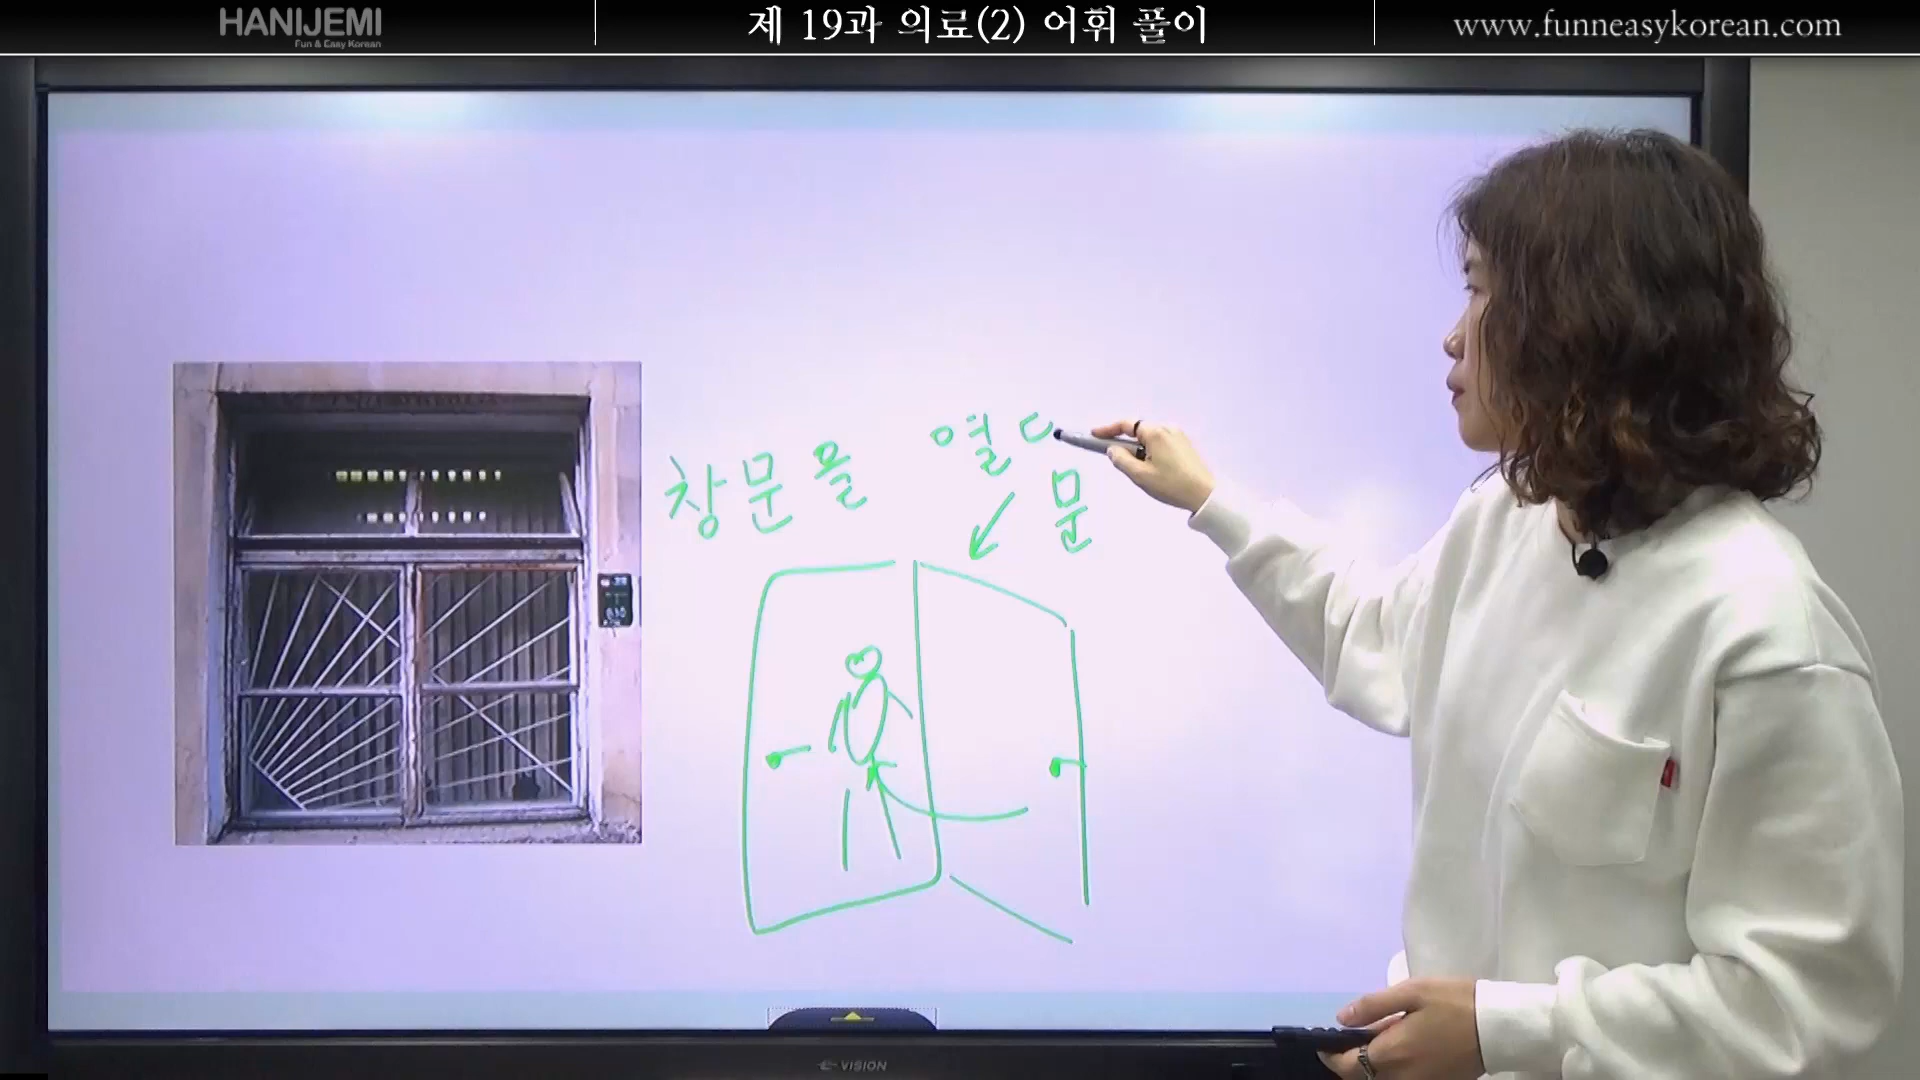 HANIJEMI
Fun & Easy Korean
제 19과 의료(2) 어휘 풀이
www.funneasykorean.com
창문을 열ㄷ
문
VISION